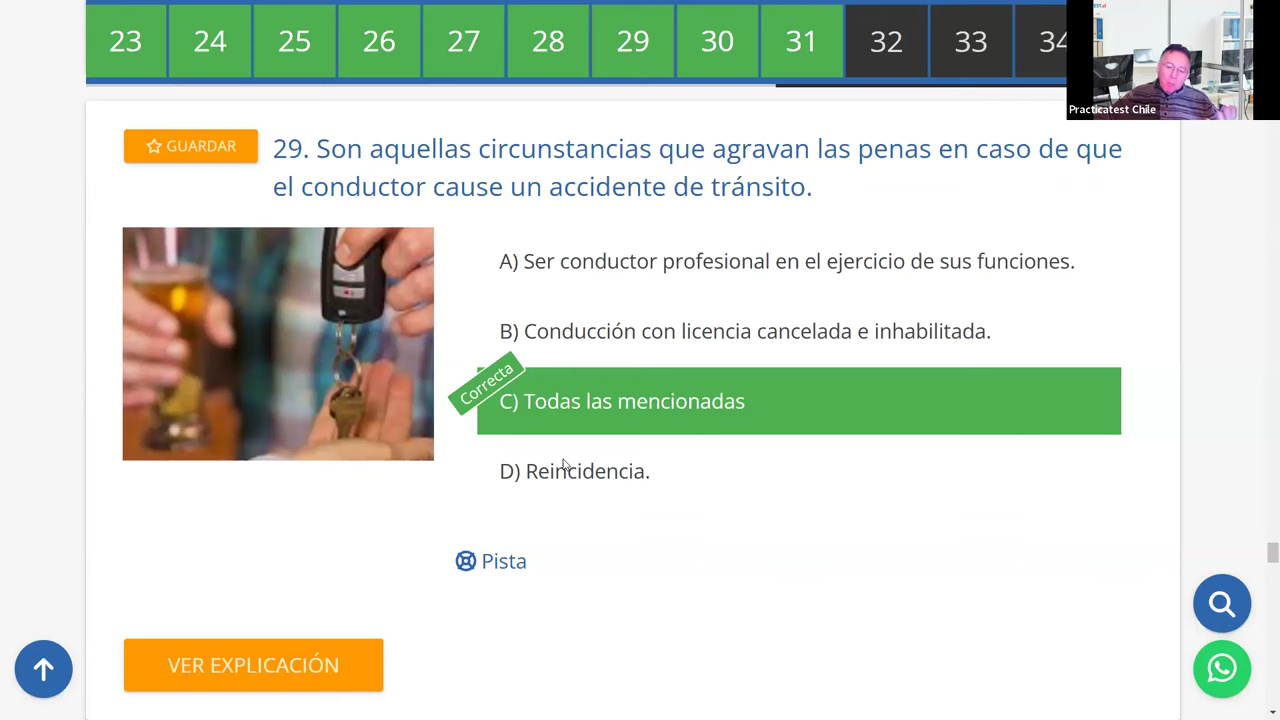 23 24 25 26 27 28 29 30 31 32 33 34
Practicatest Chile
GUARDAR
29. Son aquellas circunstancias que agravan las penas en caso de que
el conductor cause un accidente de tránsito.
A) Ser conductor profesional en el ejercicio de sus funciones.
B) Conducción con licencia cancelada e inhabilitada.
Correcta
C) Todas las mencionadas
D) Reincidencia.
Pista
VER EXPLICACIÓN